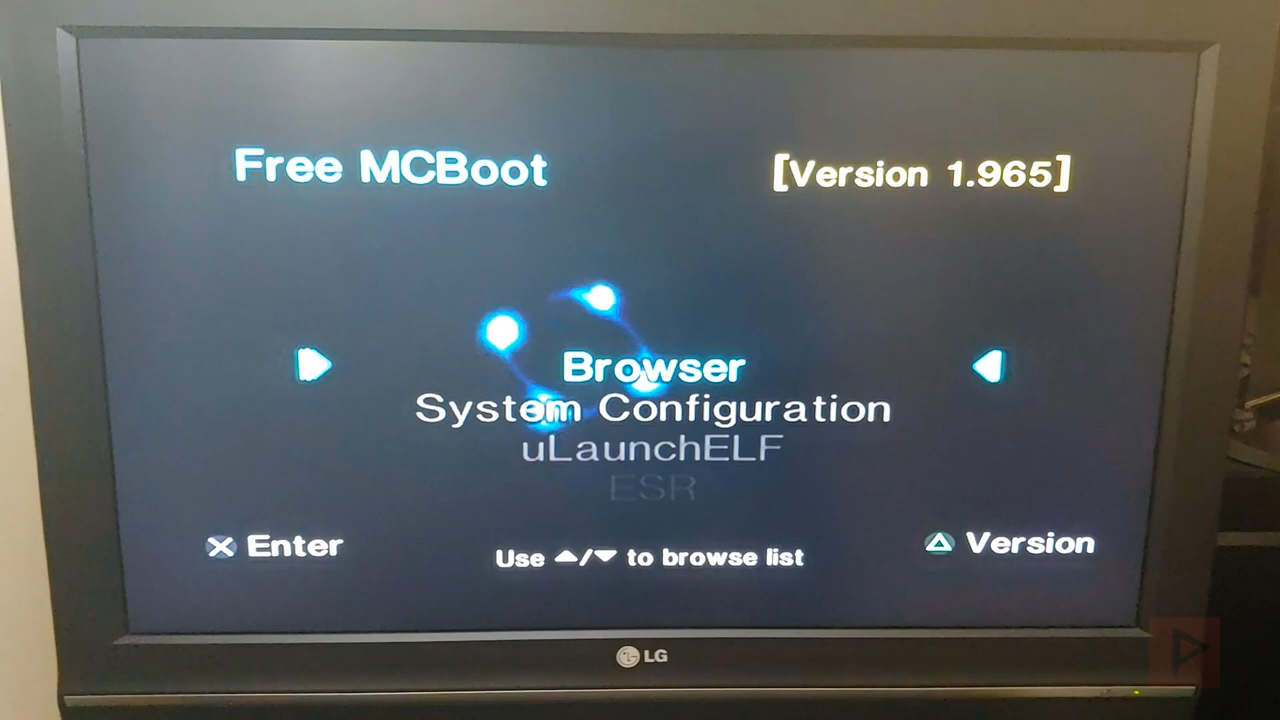 Free MCBoot
[Version 1.965]
Browser
System Configuration
uLaunchELF
ESR
Enter
Use ▲/▼ to browse list
Version
LG